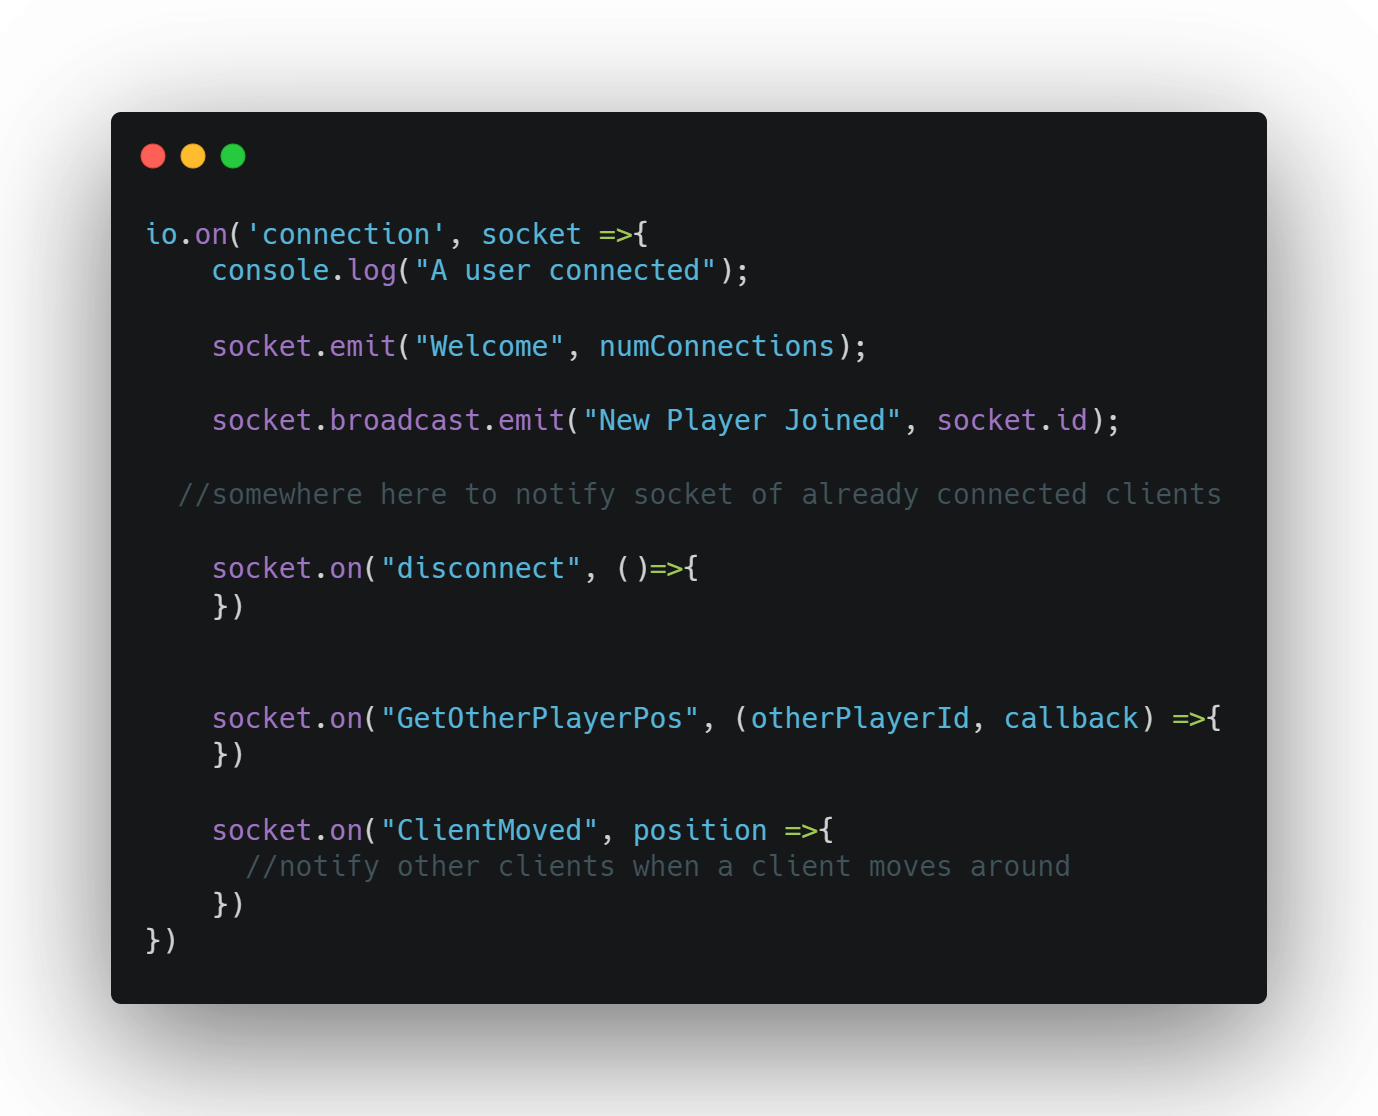 io.on('connection', socket =>{
    console.log("A user connected");

    socket.emit("Welcome", numConnections);

    socket.broadcast.emit("New Player Joined", socket.id);

  //somewhere here to notify socket of already connected clients

    socket.on("disconnect", ()=>{
    })


    socket.on("GetOtherPlayerPos", (otherPlayerId, callback) =>{
    })

    socket.on("ClientMoved", position =>{
      //notify other clients when a client moves around
    })
})